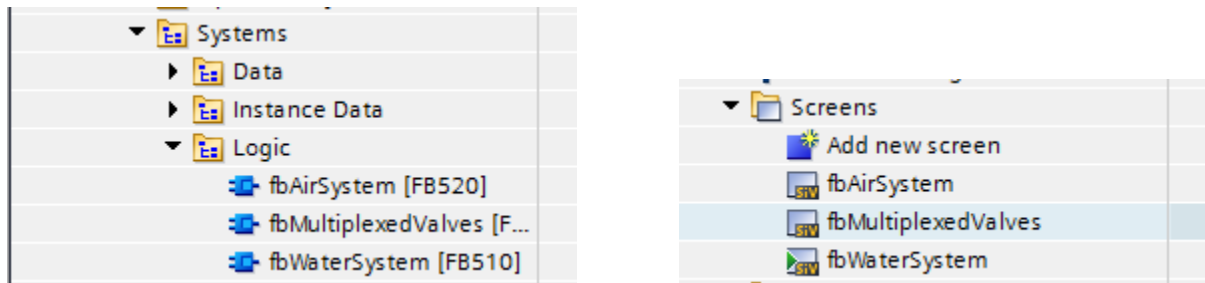 Systems
Data
Instance Data
Logic
fbAirSystem [FB520]
fbMultiplexedValves [F...
fbWaterSystem [FB510]
Screens
Add new screen
fbAirSystem
fbMultiplexedValves
fbWaterSystem